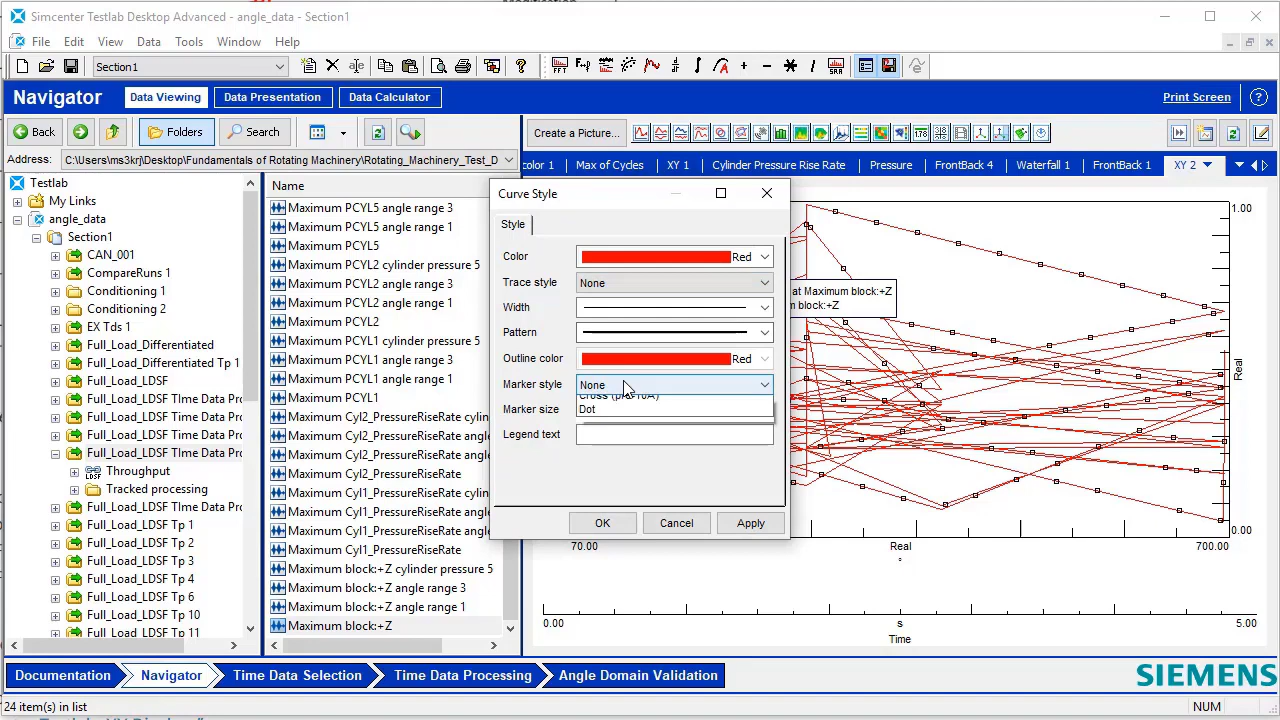 Simcenter Testlab Desktop Advanced - angle_data - Section1
File Edit View Data Tools Window Help
Section1
Navigator Data Viewing Data Presentation Data Calculator Print Screen
Back Folders Search Create a Picture...
Address: C:\Users\ms3krj\Desktop\Fundamentals of Rotating Machinery\Rotating_Machinery_Test_D
color 1 Max of Cycles XY 1 Cylinder Pressure Rise Rate Pressure FrontBack 4 Waterfall 1 FrontBack 1 XY 2
Testlab
My Links
angle_data
Section1
CAN_001
CompareRuns 1
Conditioning 1
Conditioning 2
EX Tds 1
Full_Load_Differentiated
Full_Load_Differentiated Tp 1
Full_Load_LDSF
Full_Load_LDSF TIme Data Pro
Full_Load_LDSF TIme Data Pro
Full_Load_LDSF TIme Data Pro
Throughput
Tracked processing
Full_Load_LDSF TIme Data Pro
Full_Load_LDSF Tp 1
Full_Load_LDSF Tp 2
Full_Load_LDSF Tp 3
Full_Load_LDSF Tp 4
Full_Load_LDSF Tp 6
Full_Load_LDSF Tp 10
Full_Load_LDSF Tp 11
Name
Maximum PCYL5 angle range 3
Maximum PCYL5 angle range 1
Maximum PCYL5
Maximum PCYL2 cylinder pressure 5
Maximum PCYL2 angle range 3
Maximum PCYL2 angle range 1
Maximum PCYL2
Maximum PCYL1 cylinder pressure 5
Maximum PCYL1 angle range 3
Maximum PCYL1 angle range 1
Maximum PCYL1
Maximum Cyl2_PressureRiseRate cylin
Maximum Cyl2_PressureRiseRate angle
Maximum Cyl2_PressureRiseRate angle
Maximum Cyl2_PressureRiseRate
Maximum Cyl1_PressureRiseRate cylin
Maximum Cyl1_PressureRiseRate angle
Maximum Cyl1_PressureRiseRate angle
Maximum Cyl1_PressureRiseRate
Maximum block:+Z cylinder pressure 5
Maximum block:+Z angle range 3
Maximum block:+Z angle range 1
Maximum block:+Z
Curve Style
Style
Color Red
Trace style None
Width
Pattern
Outline color Red
Marker style None
Marker size Dot
Legend text
OK Cancel Apply
at Maximum block:+Z
m block:+Z
1.00
Real
0.00
70.00 Real 700.00
°
0.00 s 5.00
Time
Documentation Navigator Time Data Selection Time Data Processing Angle Domain Validation
SIEMENS
24 item(s) in list NUM